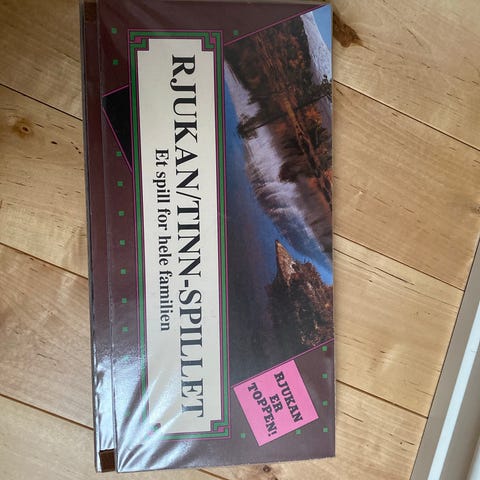 RJUKAN/TINN-SPILLET
Et spill for hele familien
RJUKAN
ER
TOPPEN!